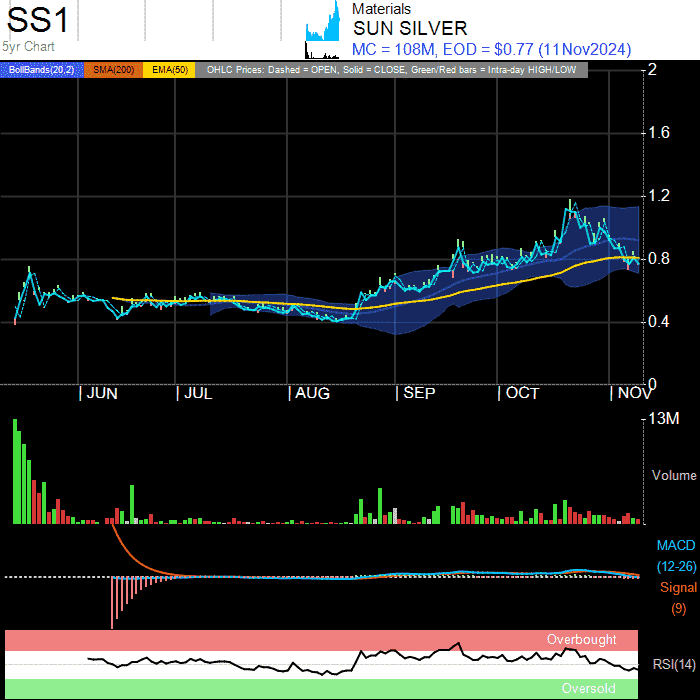 SS1
5yr Chart
Materials
SUN SILVER
MC = 108M, EOD = $0.77 (11Nov2024)
BollBands(20,2) SMA(200) EMA(50) OHLC Prices: Dashed = OPEN, Solid = CLOSE, Green/Red bars = Intra-day HIGH/LOW
2
1.6
1.2
0.8
0.4
0
| JUN | JUL | AUG | SEP | OCT | NOV
13M
Volume
MACD
(12-26)
Signal
(9)
Overbought
RSI(14)
Oversold